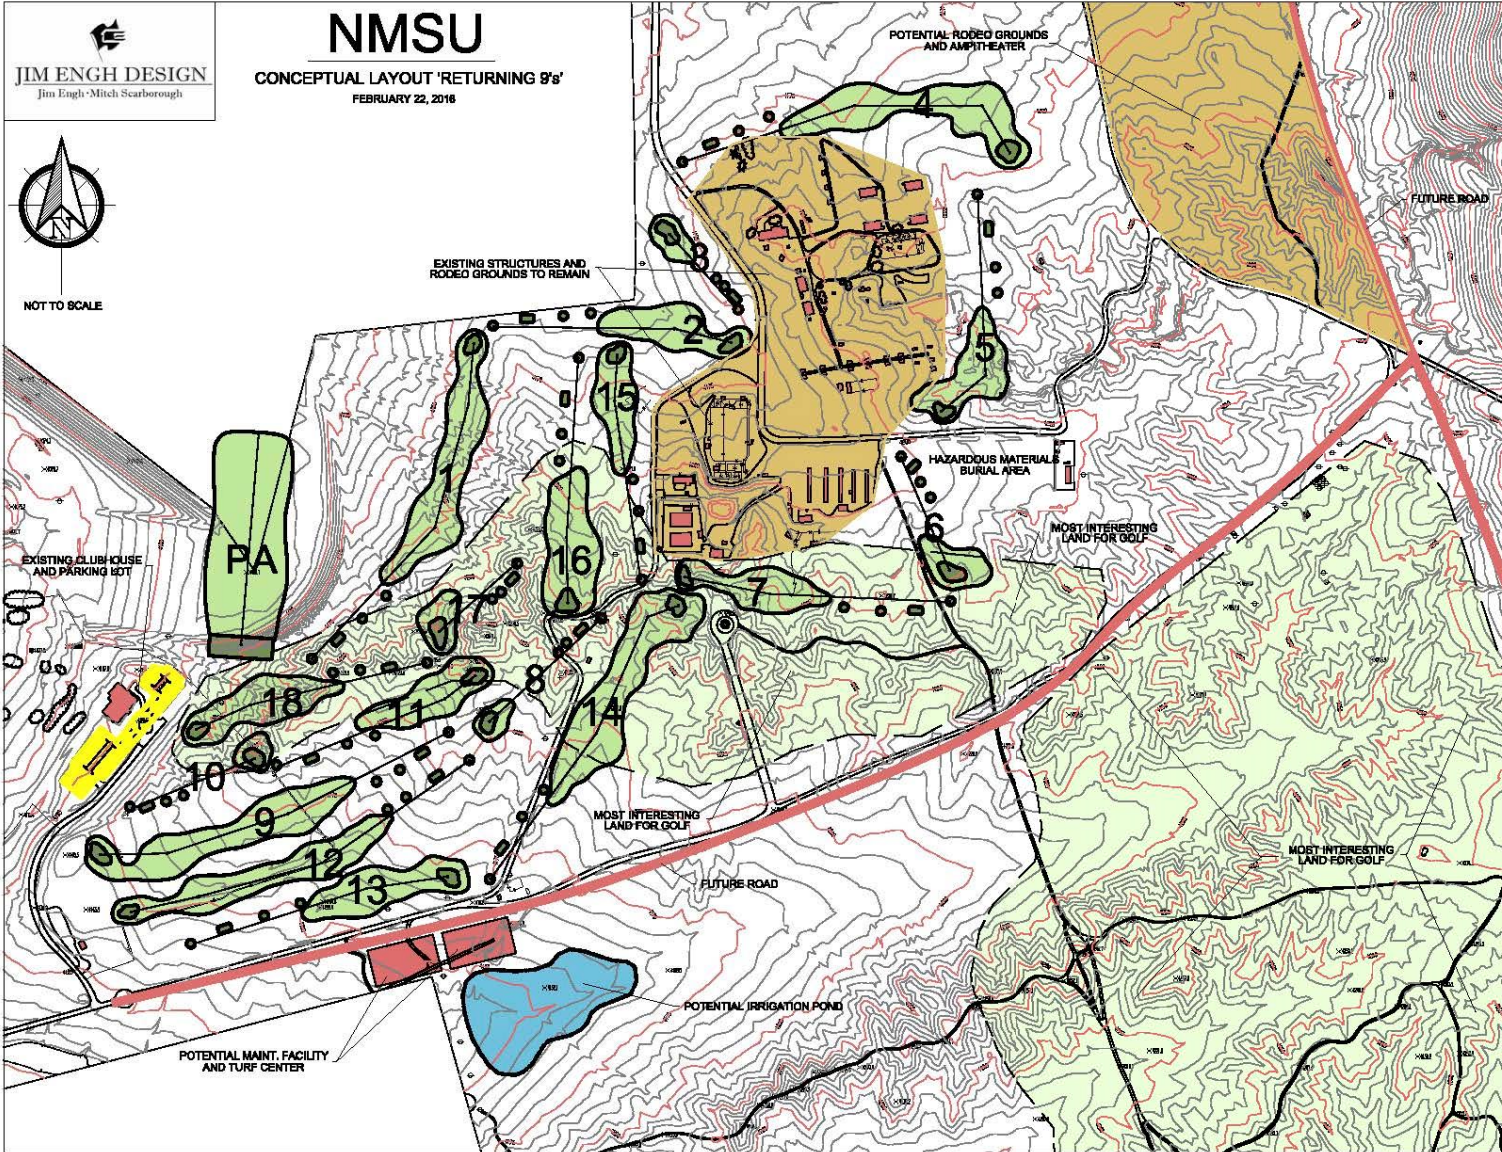 JIM ENGH DESIGN
Jim Engh · Mitch Scarborough
NMSU
CONCEPTUAL LAYOUT 'RETURNING 9's'
FEBRUARY 22, 2016
N
NOT TO SCALE
POTENTIAL RODEO GROUNDS
AND AMPITHEATER
4
FUTURE ROAD
3
EXISTING STRUCTURES AND
RODEO GROUNDS TO REMAIN
2
5
15
1
HAZARDOUS MATERIALS
BURIAL AREA
6
MOST INTERESTING
LAND FOR GOLF
PA
16
EXISTING CLUBHOUSE
AND PARKING LOT
7
17
8
18
11
14
10
9
MOST INTERESTING
LAND FOR GOLF
12
13
MOST INTERESTING
LAND FOR GOLF
FUTURE ROAD
POTENTIAL IRRIGATION POND
POTENTIAL MAINT. FACILITY
AND TURF CENTER